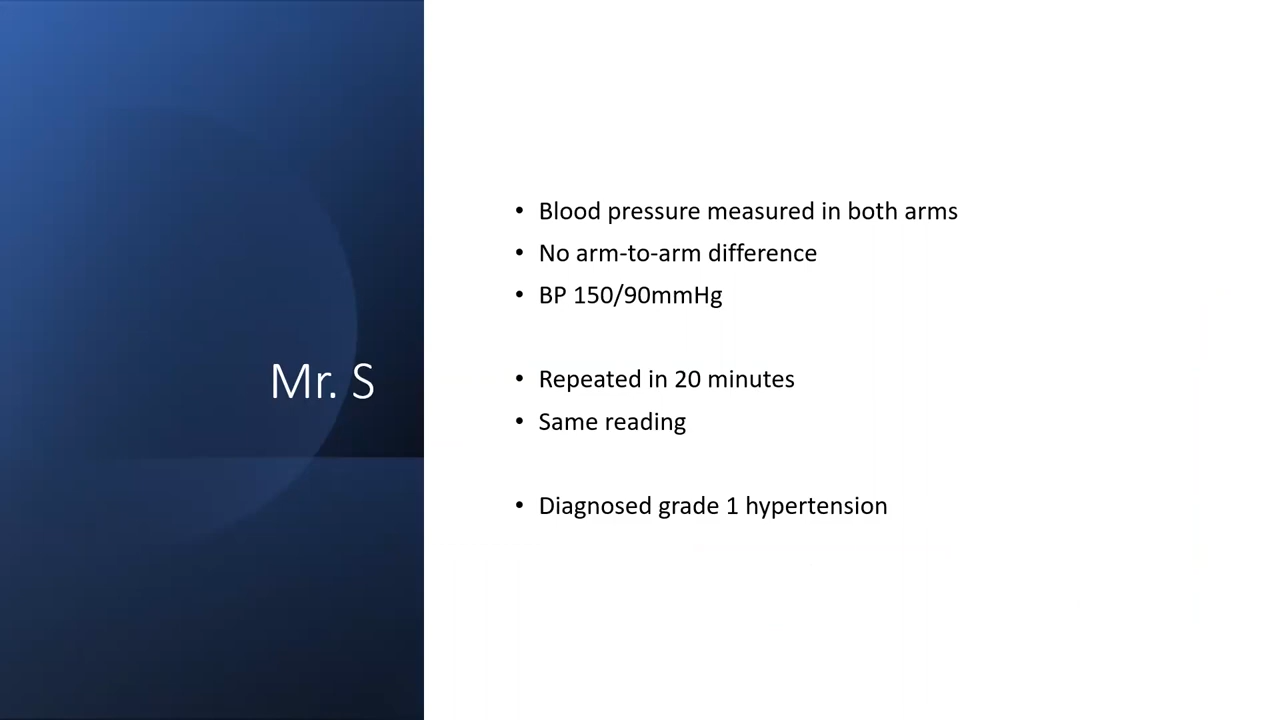 Mr. S
• Blood pressure measured in both arms
• No arm-to-arm difference
• BP 150/90mmHg
• Repeated in 20 minutes
• Same reading
• Diagnosed grade 1 hypertension